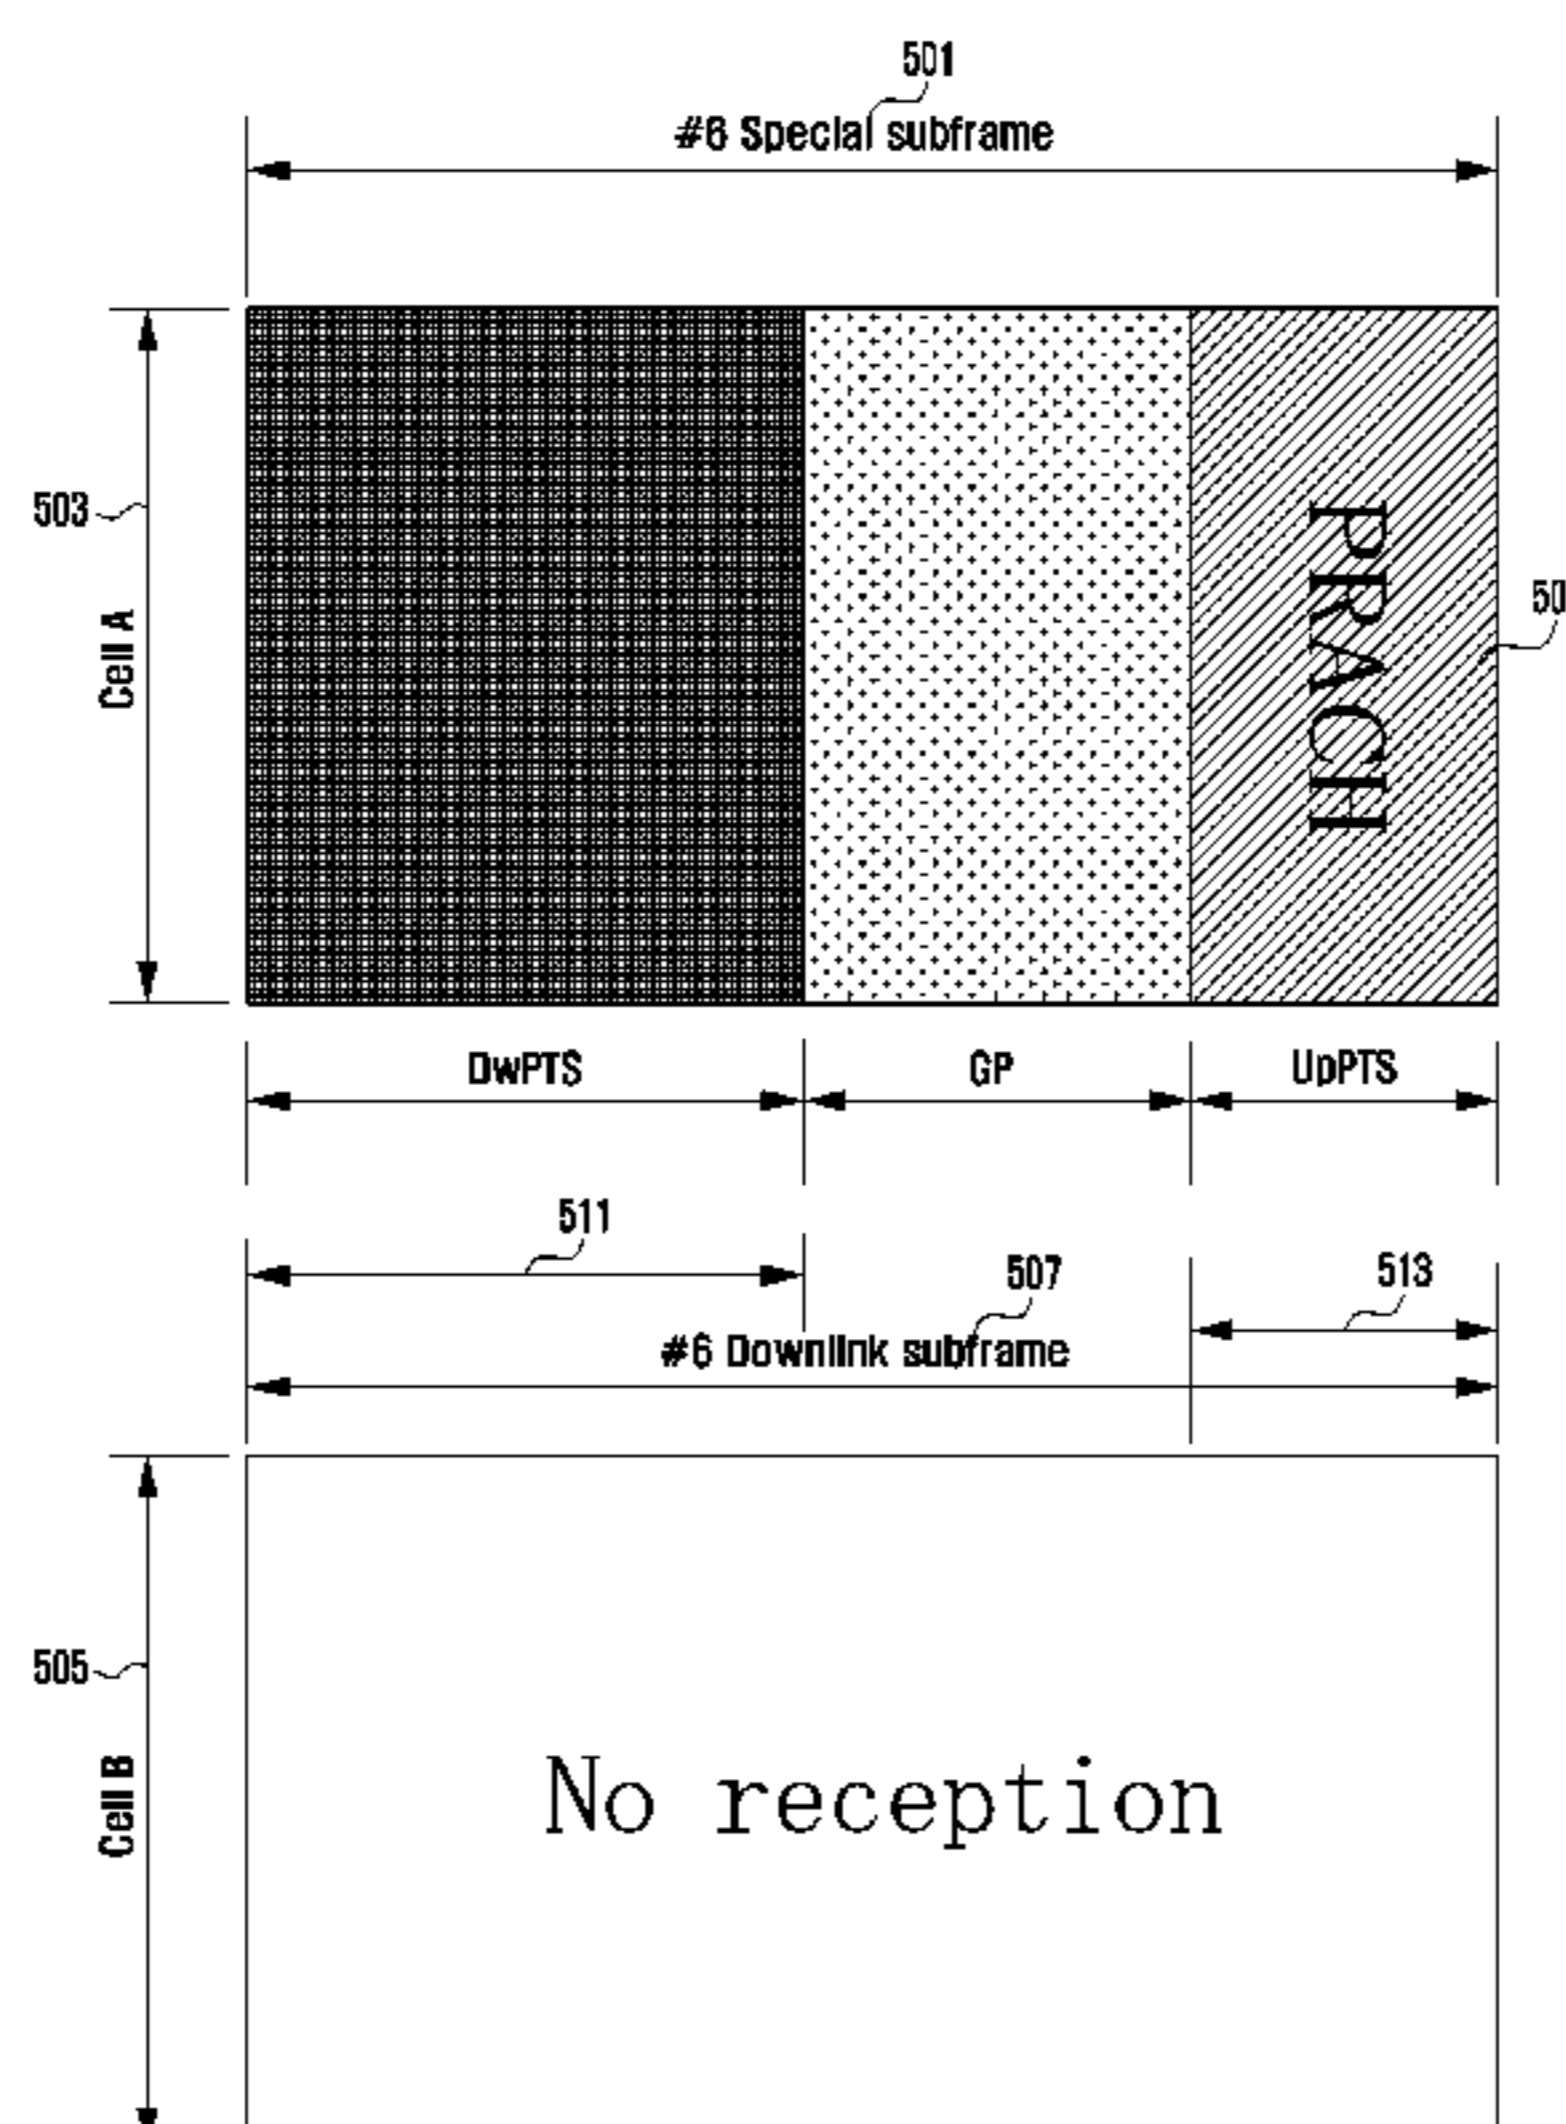 501
#6 Special subframe
503
Cell A
PRACH
50
DwPTS GP UpPTS
511
507
513
#6 Downlink subframe
505
Cell B
No reception